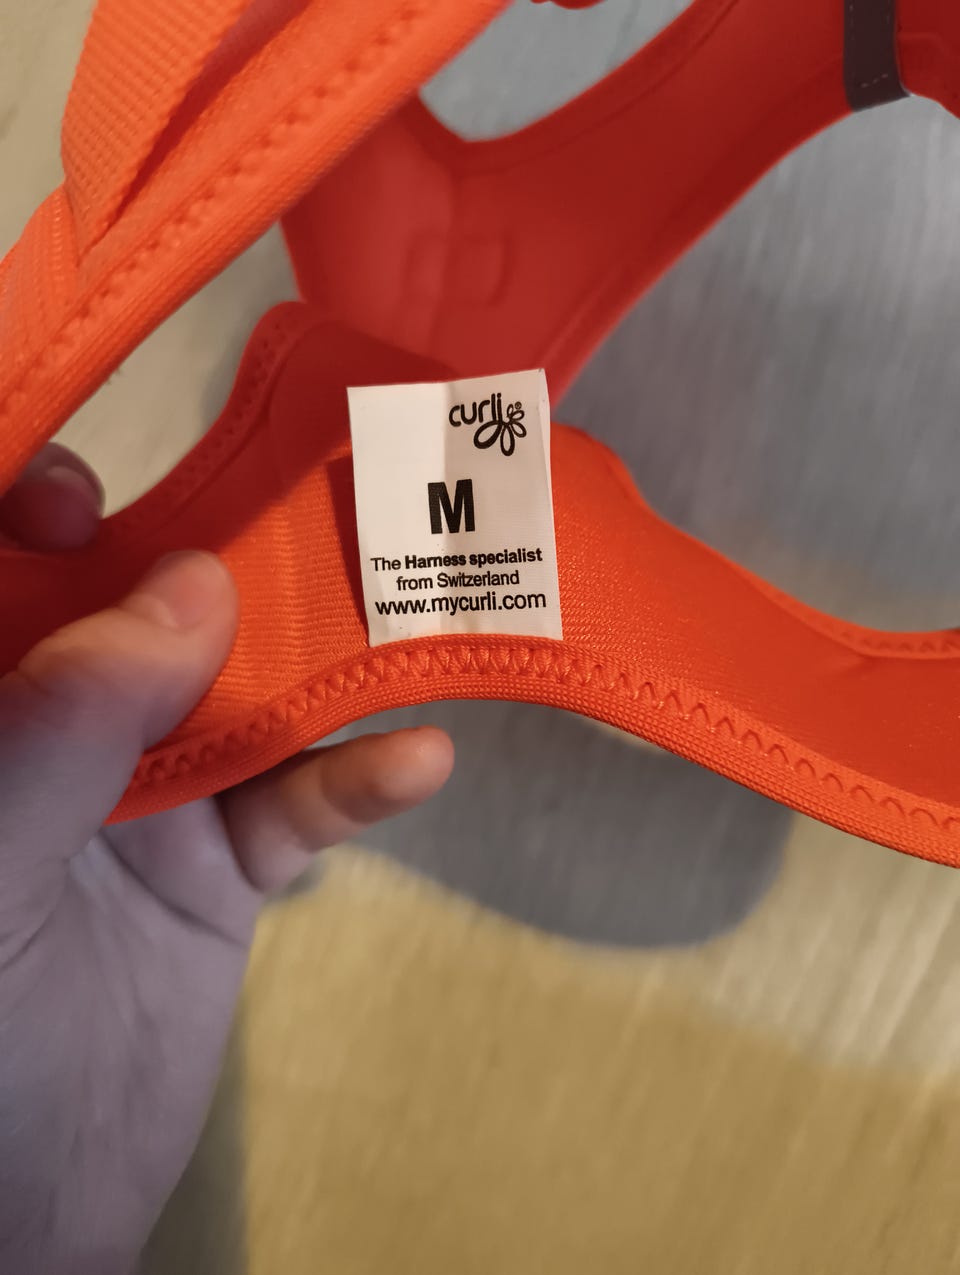 curli®
M
The Harness specialist
from Switzerland
www.mycurli.com